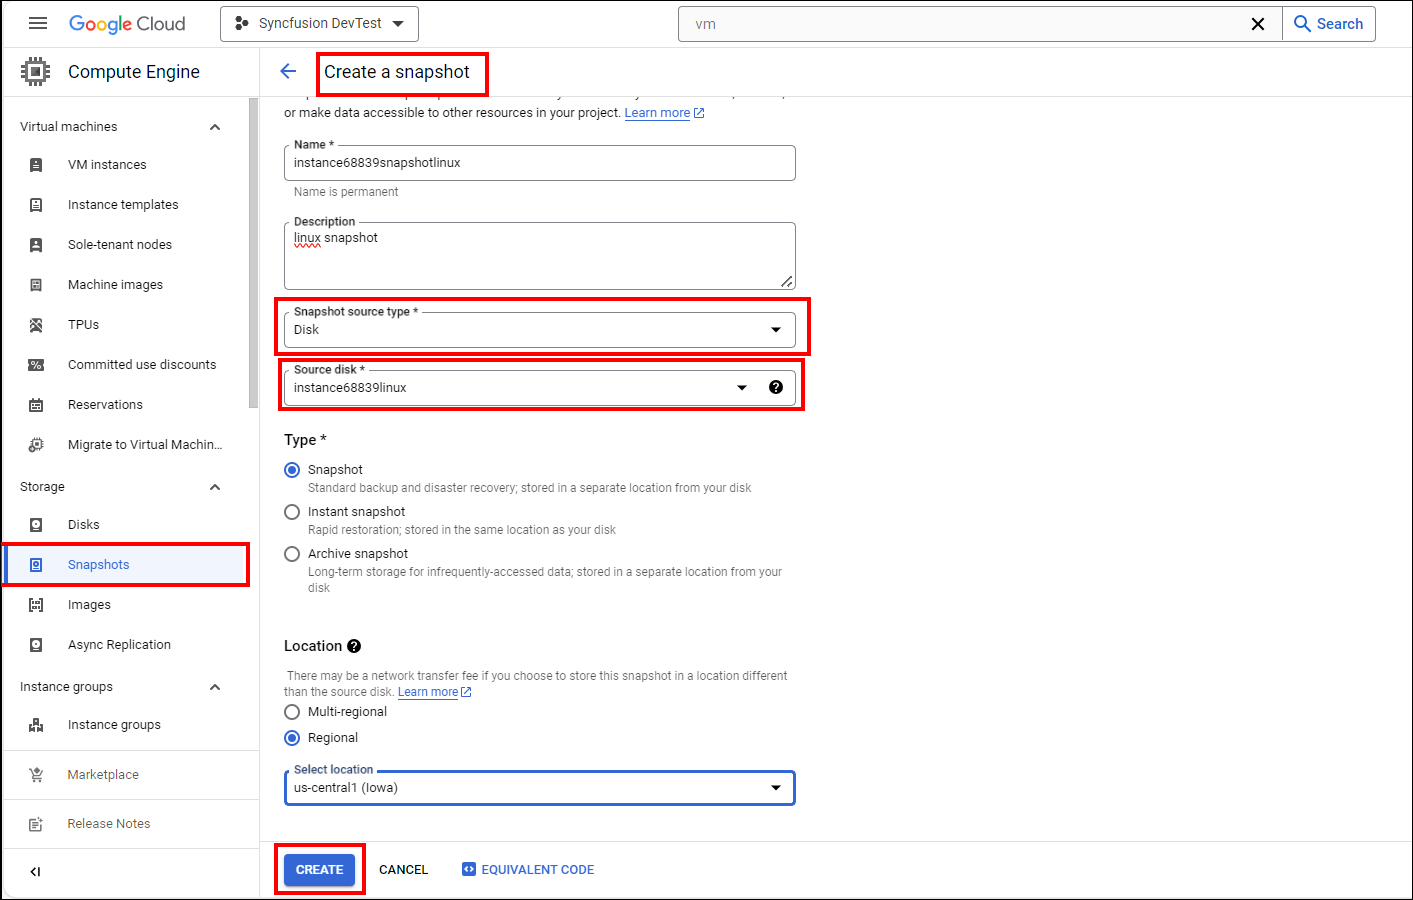 Google Cloud
Syncfusion DevTest
vm
Search
Compute Engine
Create a snapshot
Virtual machines
VM instances
Instance templates
Sole-tenant nodes
Machine images
TPUs
Committed use discounts
Reservations
Migrate to Virtual Machin...
Storage
Disks
Snapshots
Images
Async Replication
Instance groups
Instance groups
Marketplace
Release Notes
or make data accessible to other resources in your project. Learn more
Name *
instance68839snapshotlinux
Name is permanent
Description
linux snapshot
Snapshot source type *
Disk
Source disk *
instance68839linux
Type *
Snapshot
Standard backup and disaster recovery; stored in a separate location from your disk
Instant snapshot
Rapid restoration; stored in the same location as your disk
Archive snapshot
Long-term storage for infrequently-accessed data; stored in a separate location from your
disk
Location
There may be a network transfer fee if you choose to store this snapshot in a location different
than the source disk. Learn more
Multi-regional
Regional
Select location
us-central1 (Iowa)
CREATE
CANCEL
EQUIVALENT CODE